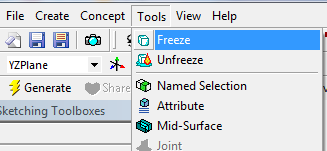 File Create Concept Tools View Help
Freeze
Unfreeze
YZPlane
Named Selection
Generate Share
Attribute
Sketching Toolboxes
Mid-Surface
Joint